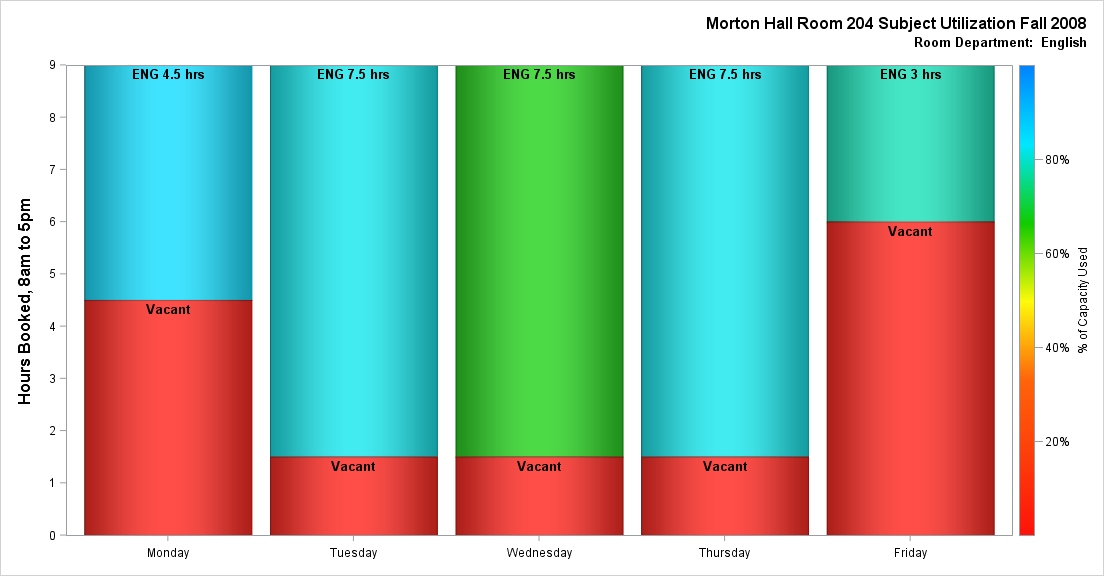 Morton Hall Room 204 Subject Utilization Fall 2008
Room Department:  English
Hours Booked, 8am to 5pm
9
8
7
6
5
4
3
2
1
0
ENG 4.5 hrs
Vacant
ENG 7.5 hrs
Vacant
ENG 7.5 hrs
Vacant
ENG 7.5 hrs
Vacant
ENG 3 hrs
Vacant
Monday
Tuesday
Wednesday
Thursday
Friday
80%
60%
40%
20%
% of Capacity Used